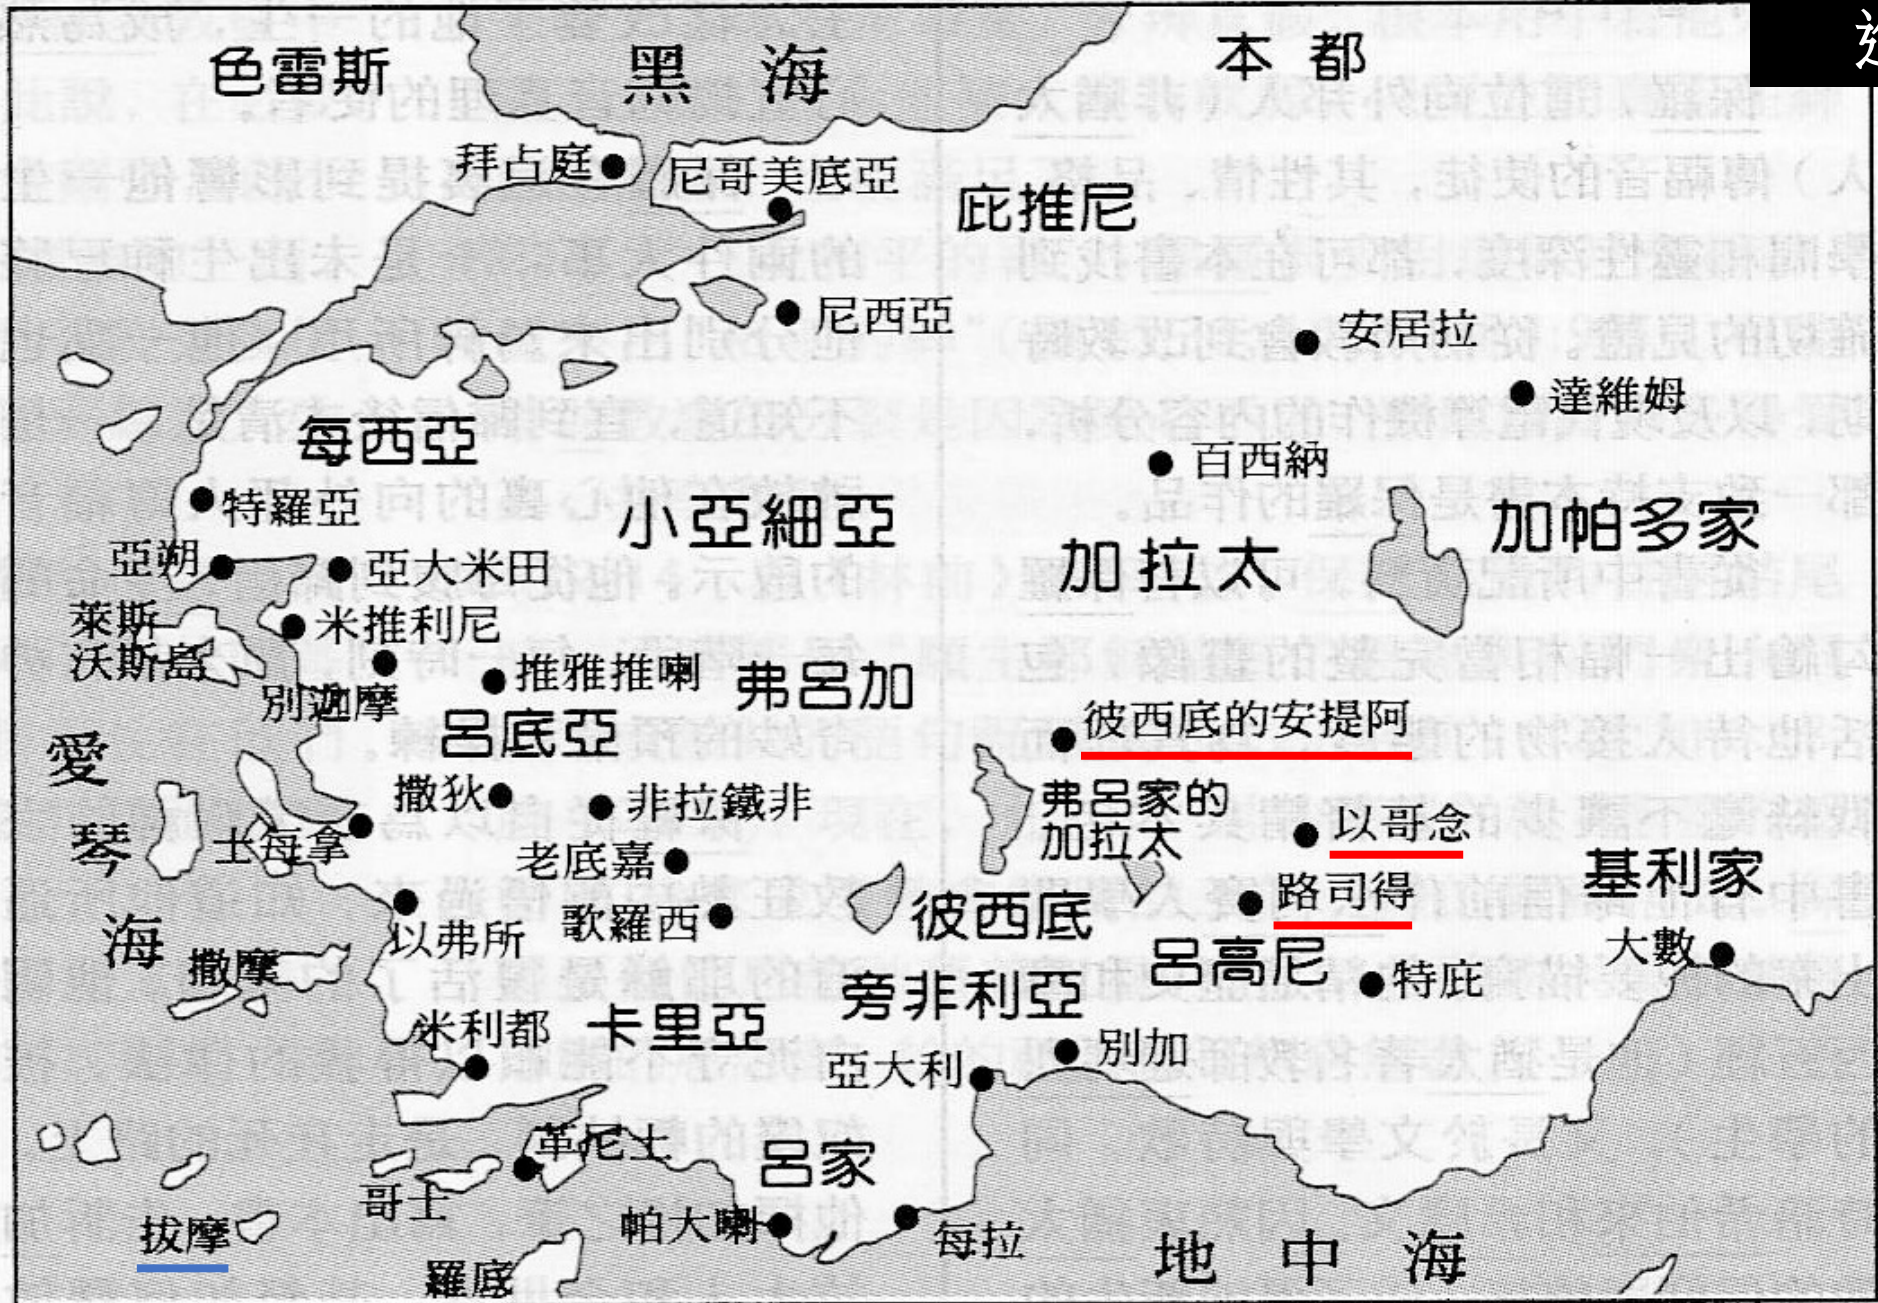 色雷斯
黑海
本都
拜占庭
尼哥美底亞
庇推尼
尼西亞
安居拉
達維姆
每西亞
百西納
特羅亞
小亞細亞
加帕多家
加拉太
亞朔
亞大米田
萊斯
沃斯島
米推利尼
別迦摩
推雅推喇
弗呂加
呂底亞
彼西底的安提阿
愛琴海
撒狄
非拉鐵非
弗呂家的
加拉太
以哥念
士每拿
老底嘉
基利家
路司得
以弗所
歌羅西
彼西底
呂高尼
大數
撒摩
旁非利亞
特庇
米利都
卡里亞
別加
亞大利
革尼土
呂家
哥士
拔摩
帕大喇
每拉
地中海
羅底